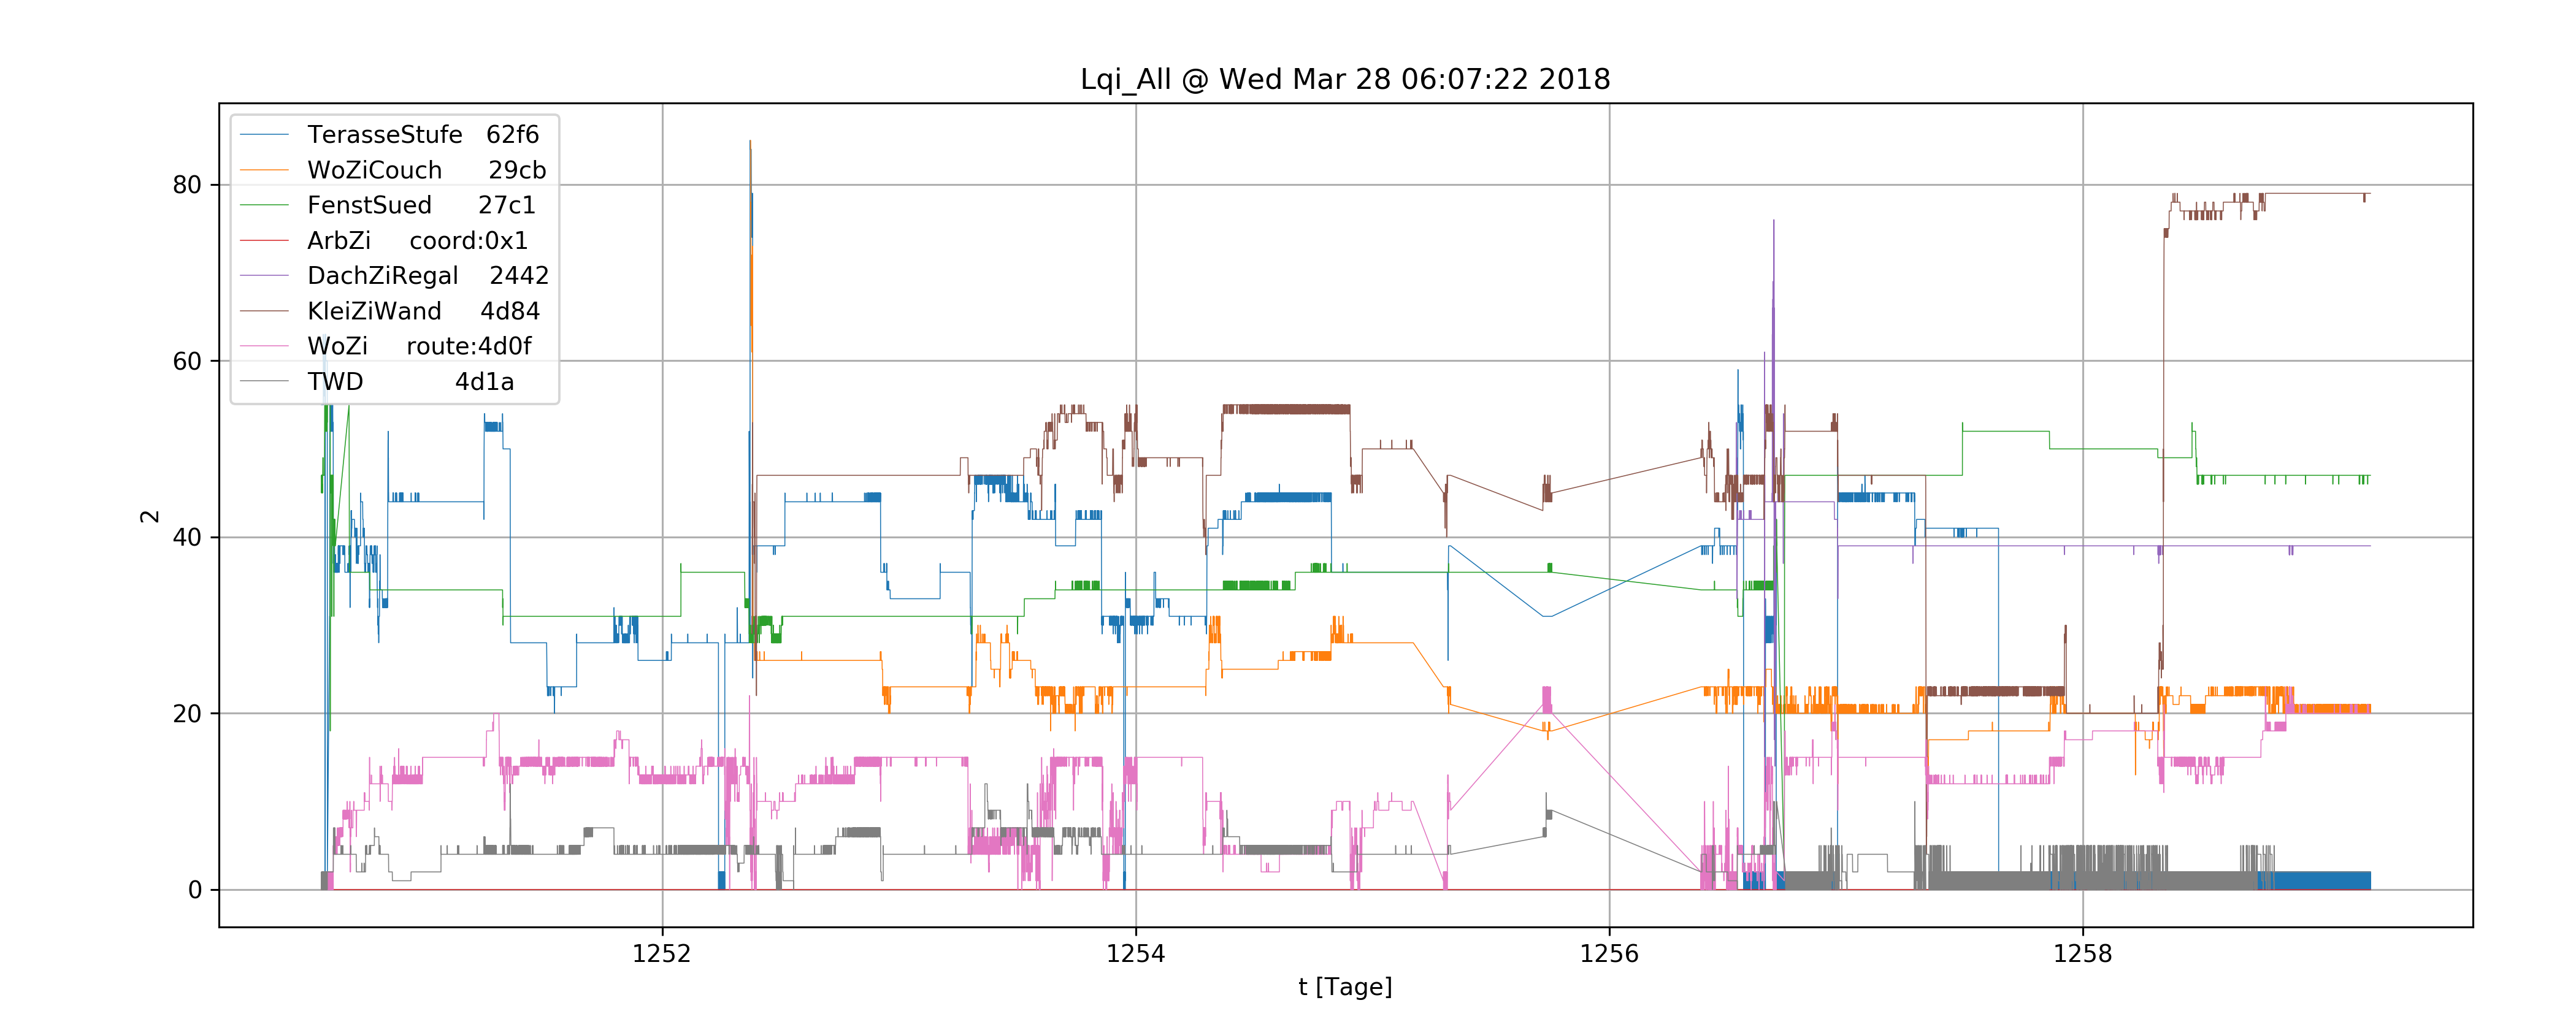 Lqi_All @ Wed Mar 28 06:07:22 2018
TerasseStufe 62f6
WoZiCouch 29cb
FenstSued 27c1
ArbZi coord:0x1
DachZiRegal 2442
KleiZiWand 4d84
WoZi route:4d0f
TWD 4d1a
80
60
40
20
0
2
1252 1254 1256 1258
t [Tage]